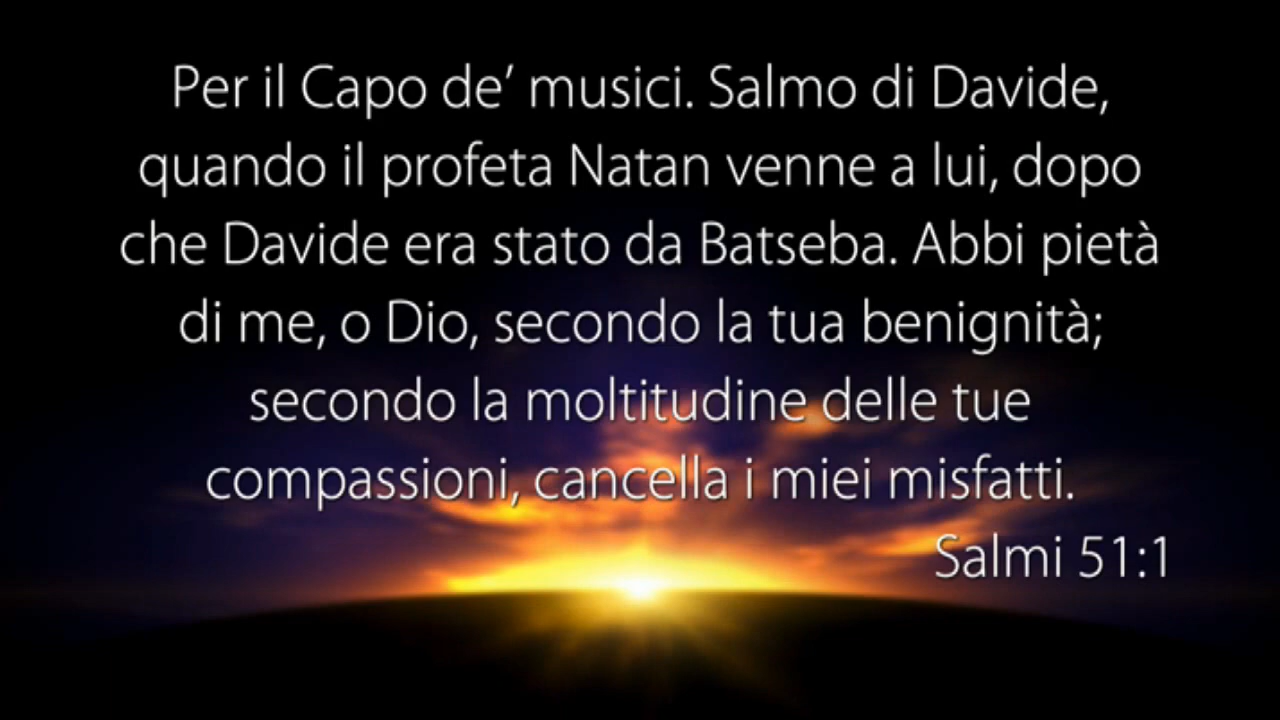 Per il Capo de’ musici. Salmo di Davide,
quando il profeta Natan venne a lui, dopo
che Davide era stato da Batseba. Abbi pietà
di me, o Dio, secondo la tua benignità;
secondo la moltitudine delle tue
compassioni, cancella i miei misfatti.
Salmi 51:1